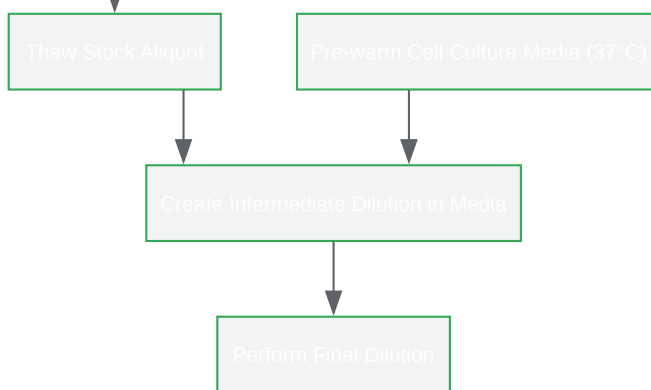 Thaw Stock Aliquot
Pre-warm Cell Culture Media (37°C)
Create Intermediate Dilution in Media
Perform Final Dilution